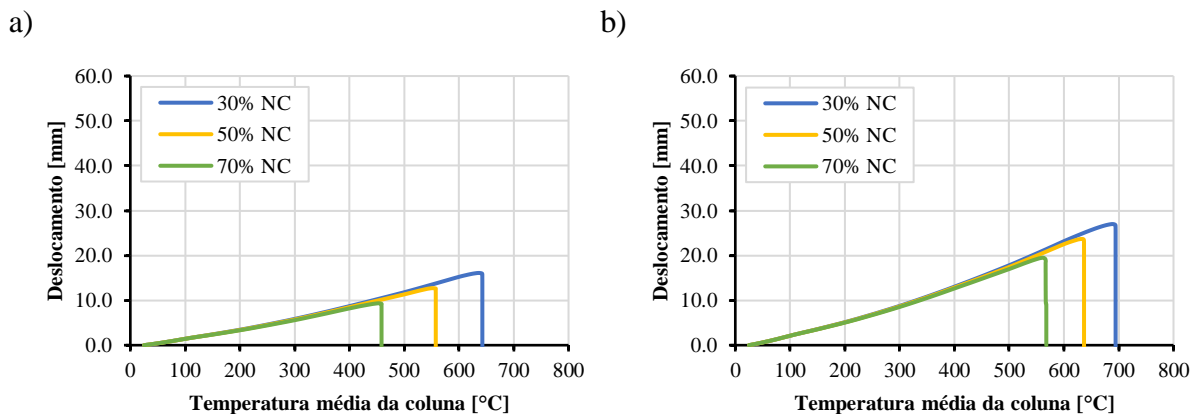 a)
60.0
50.0
40.0
30.0
20.0
10.0
0.0
Deslocamento [mm]
30% NC
50% NC
70% NC
0 100 200 300 400 500 600 700 800
Temperatura média da coluna [°C]
b)
60.0
50.0
40.0
30.0
20.0
10.0
0.0
Deslocamento [mm]
30% NC
50% NC
70% NC
0 100 200 300 400 500 600 700 800
Temperatura média da coluna [°C]